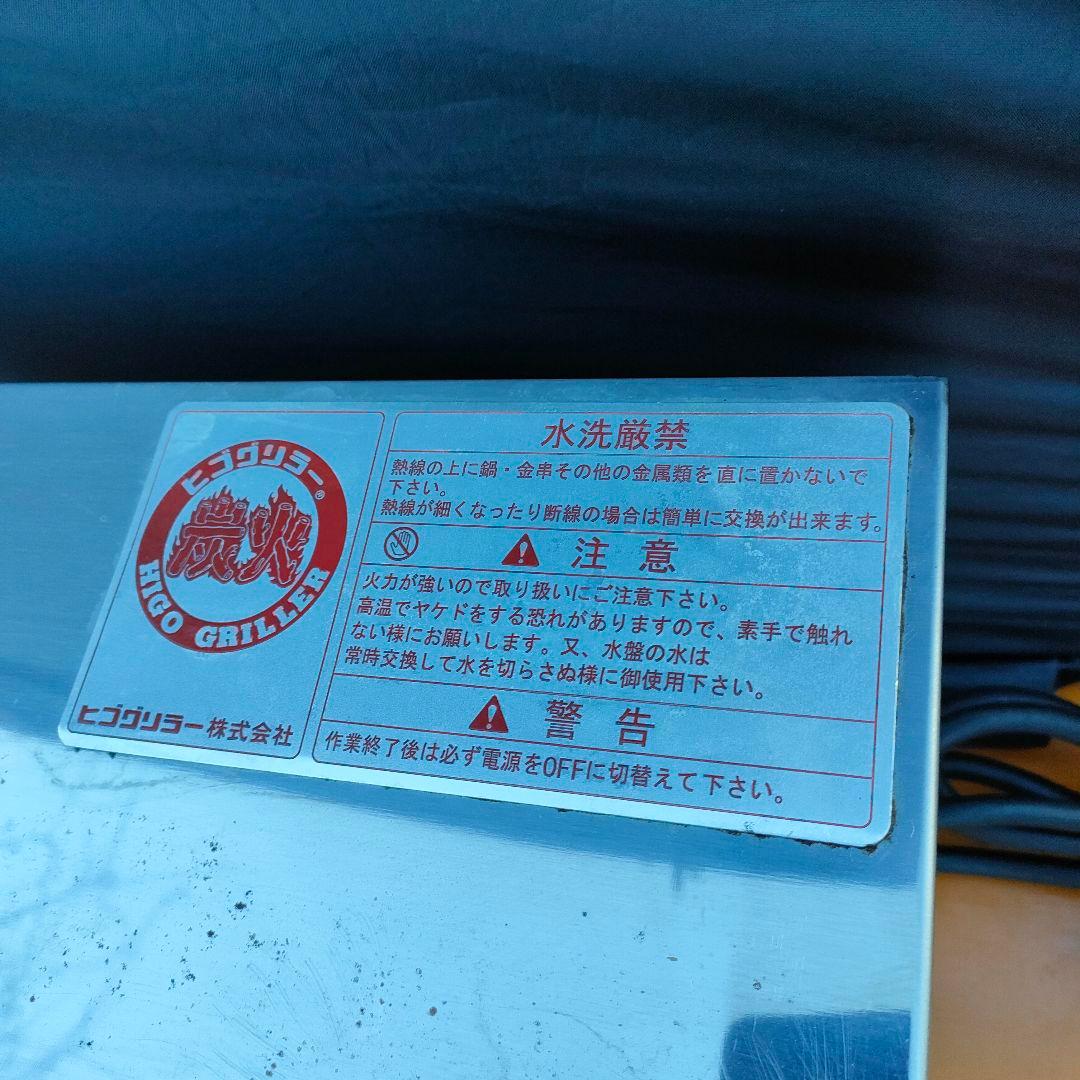 ヒゴグリラー®
炭火
HIGO GRILLER
ヒゴグリラー株式会社
水洗厳禁
熱線の上に鍋・金串その他の金属類を直に置かないで
下さい。
熱線が細くなったり断線の場合は簡単に交換が出来ます。
注意
火力が強いので取り扱いにご注意下さい。
高温でヤケドをする恐れがありますので、素手で触れ
ない様にお願いします。又、水盤の水は
常時交換して水を切らさぬ様に御使用下さい。
警告
作業終了後は必ず電源をOFFに切替えて下さい。